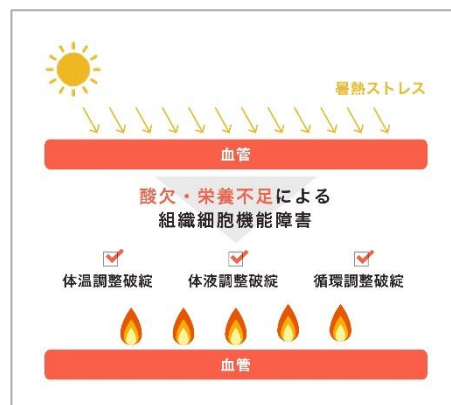 暑熱ストレス
血管
酸欠・栄養不足による
組織細胞機能障害
体温調整破綻 体液調整破綻 循環調整破綻
血管